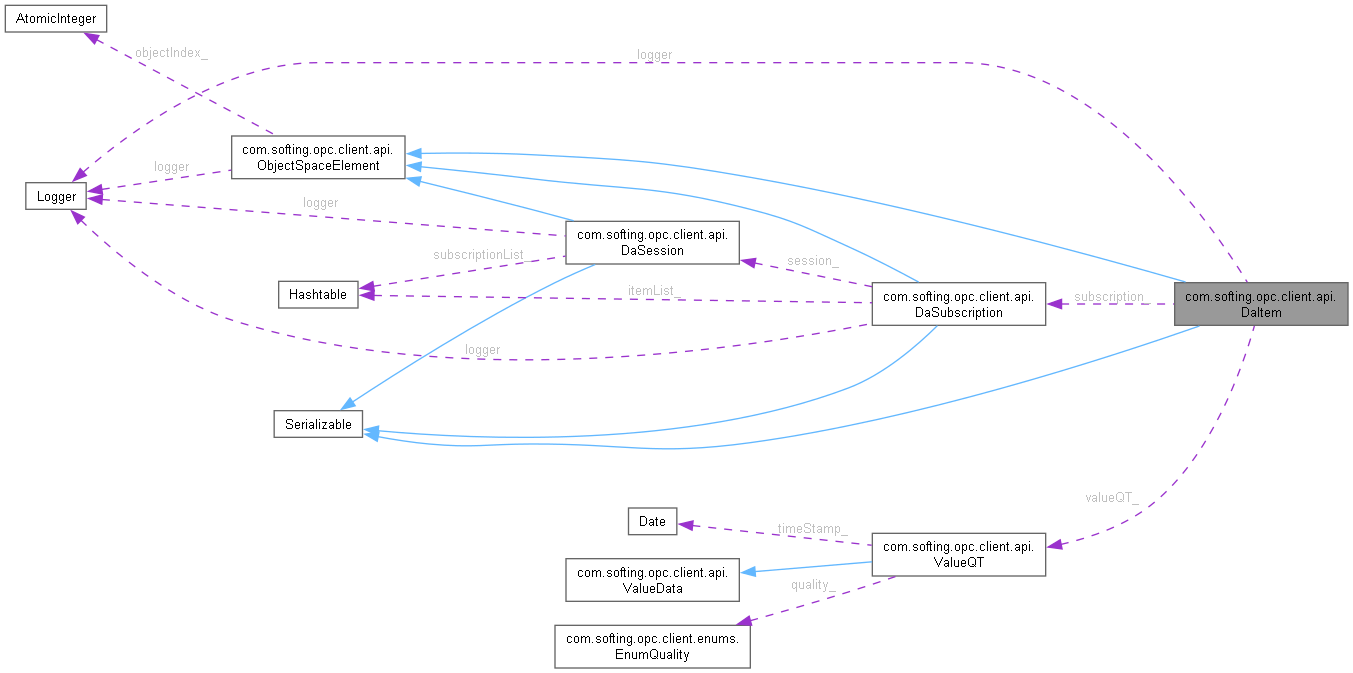 AtomicInteger
objectIndex_
logger
com.softing.opc.client.api.
ObjectSpaceElement
logger
Logger
logger
com.softing.opc.client.api.
DaSession
subscriptionList_
session_
Hashtable
itemList_
com.softing.opc.client.api.
DaSubscription
subscription_
com.softing.opc.client.api.
DaItem
logger
Serializable
valueQT_
Date
timeStamp_
com.softing.opc.client.api.
ValueQT
com.softing.opc.client.api.
ValueData
quality_
com.softing.opc.client.enums.
EnumQuality